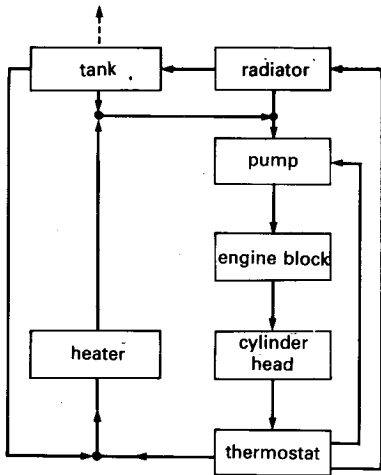 tank
radiator
pump
engine block
heater
cylinder
head
thermostat